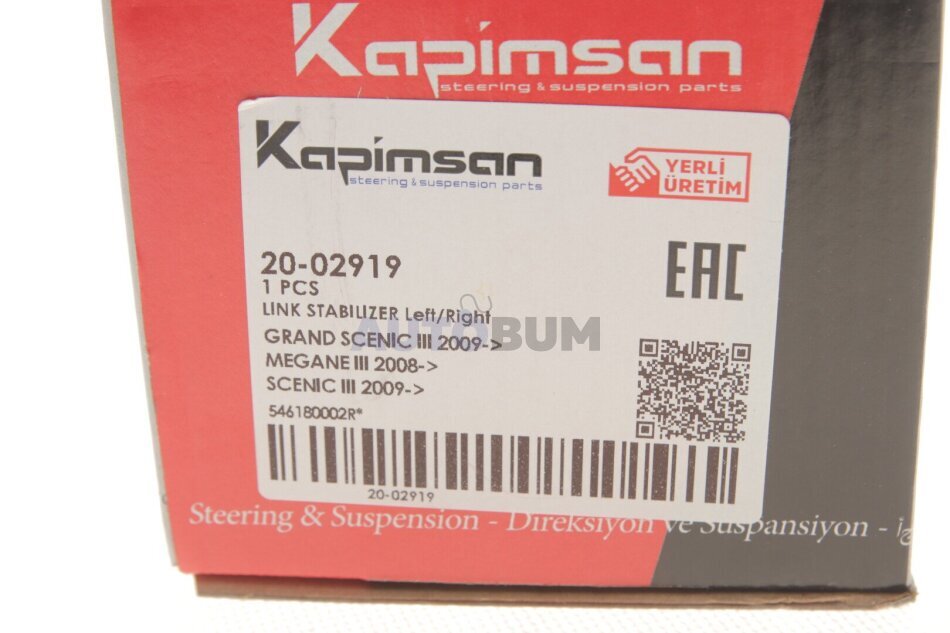 Kapimsan
steering & suspension parts
Kapimsan
steering & suspension parts
YERLİ
ÜRETİM
20-02919
1 PCS
EAC
LINK STABILIZER Left/Right
AUTOBUM
GRAND SCENIC III 2009->
MEGANE III 2008->
SCENIC III 2009->
546180002R*
20-02919
Steering & Suspension - Direksiyon ve Suspansiyon -